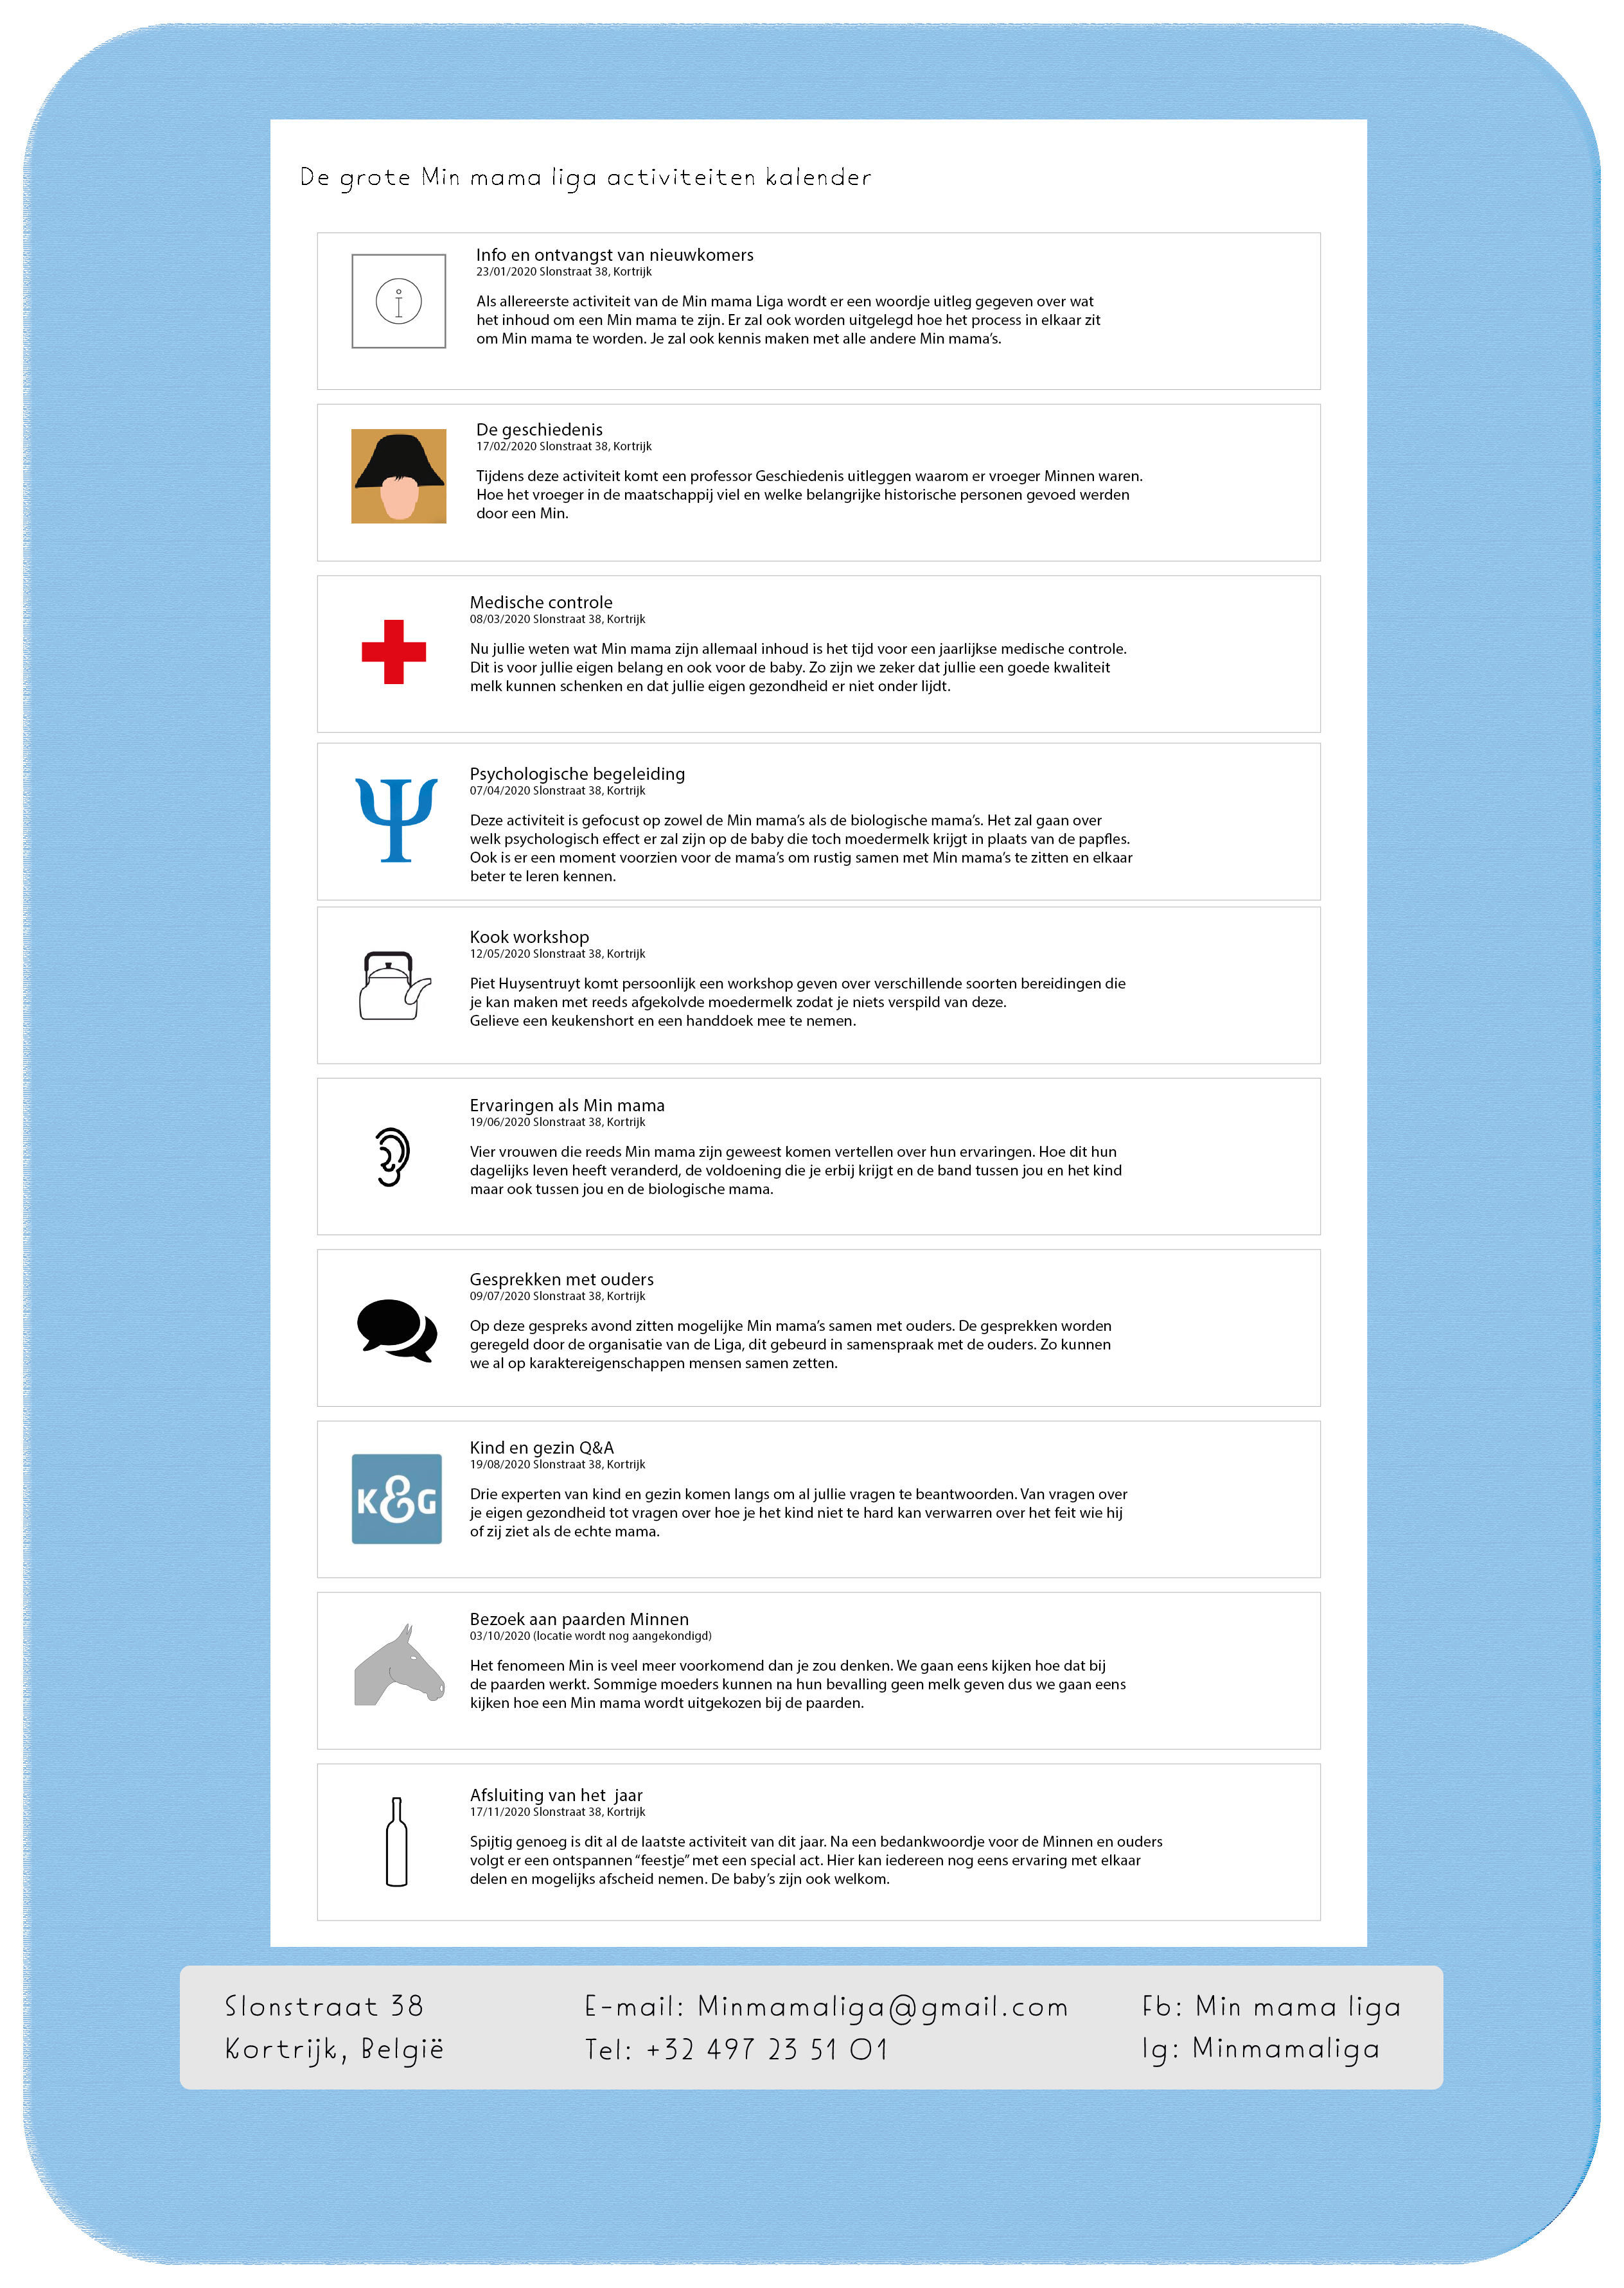 De grote Min mama liga activiteiten kalender
i
Info en ontvangst van nieuwkomers
23/01/2020 Slonstraat 38, Kortrijk
Als allereerste activiteit van de Min mama Liga wordt er een woordje uitleg gegeven over wat
het inhoud om een Min mama te zijn. Er zal ook worden uitgelegd hoe het process in elkaar zit
om Min mama te worden. Je zal ook kennis maken met alle andere Min mama's.
De geschiedenis
17/02/2020 Slonstraat 38, Kortrijk
Tijdens deze activiteit komt een professor Geschiedenis uitleggen waarom er vroeger Minnen waren.
Hoe het vroeger in de maatschappij viel en welke belangrijke historische personen gevoed werden
door een Min.
Medische controle
08/03/2020 Slonstraat 38, Kortrijk
Nu jullie weten wat Min mama zijn allemaal inhoud is het tijd voor een jaarlijkse medische controle.
Dit is voor jullie eigen belang en ook voor de baby. Zo zijn we zeker dat jullie een goede kwaliteit
melk kunnen schenken en dat jullie eigen gezondheid er niet onder lijdt.
Ψ
Psychologische begeleiding
07/04/2020 Slonstraat 38, Kortrijk
Deze activiteit is gefocust op zowel de Min mama's als de biologische mama's. Het zal gaan over
welk psychologisch effect er zal zijn op de baby die toch moedermelk krijgt in plaats van de papfles.
Ook is er een moment voorzien voor de mama's om rustig samen met Min mama's te zitten en elkaar
beter te leren kennen.
Kook workshop
12/05/2020 Slonstraat 38, Kortrijk
Piet Huysentruyt komt persoonlijk een workshop geven over verschillende soorten bereidingen die
je kan maken met reeds afgekolvde moedermelk zodat je niets verspild van deze.
Gelieve een keukenshort en een handdoek mee te nemen.
Ervaringen als Min mama
19/06/2020 Slonstraat 38, Kortrijk
Vier vrouwen die reeds Min mama zijn geweest komen vertellen over hun ervaringen. Hoe dit hun
dagelijks leven heeft veranderd, de voldoening die je erbij krijgt en de band tussen jou en het kind
maar ook tussen jou en de biologische mama.
Gesprekken met ouders
09/07/2020 Slonstraat 38, Kortrijk
Op deze gespreks avond zitten mogelijke Min mama's samen met ouders. De gesprekken worden
geregeld door de organisatie van de Liga, dit gebeurd in samenspraak met de ouders. Zo kunnen
we al op karaktereigenschappen mensen samen zetten.
K&G
Kind en gezin Q&A
19/08/2020 Slonstraat 38, Kortrijk
Drie experten van kind en gezin komen langs om al jullie vragen te beantwoorden. Van vragen over
je eigen gezondheid tot vragen over hoe je het kind niet te hard kan verwarren over het feit wie hij
of zij ziet als de echte mama.
Bezoek aan paarden Minnen
03/10/2020 (locatie wordt nog aangekondigd)
Het fenomeen Min is veel meer voorkomend dan je zou denken. We gaan eens kijken hoe dat bij
de paarden werkt. Sommige moeders kunnen na hun bevalling geen melk geven dus we gaan eens
kijken hoe een Min mama wordt uitgekozen bij de paarden.
Afsluiting van het jaar
17/11/2020 Slonstraat 38, Kortrijk
Spijtig genoeg is dit al de laatste activiteit van dit jaar. Na een bedankwoordje voor de Minnen en ouders
volgt er een ontspannen “feestje” met een special act. Hier kan iedereen nog eens ervaring met elkaar
delen en mogelijks afscheid nemen. De baby's zijn ook welkom.
Slonstraat 38
Kortrijk, België
E-mail: Minmamaliga@gmail.com
Tel: +32 497 23 51 01
Fb: Min mama liga
Ig: Minmamaliga